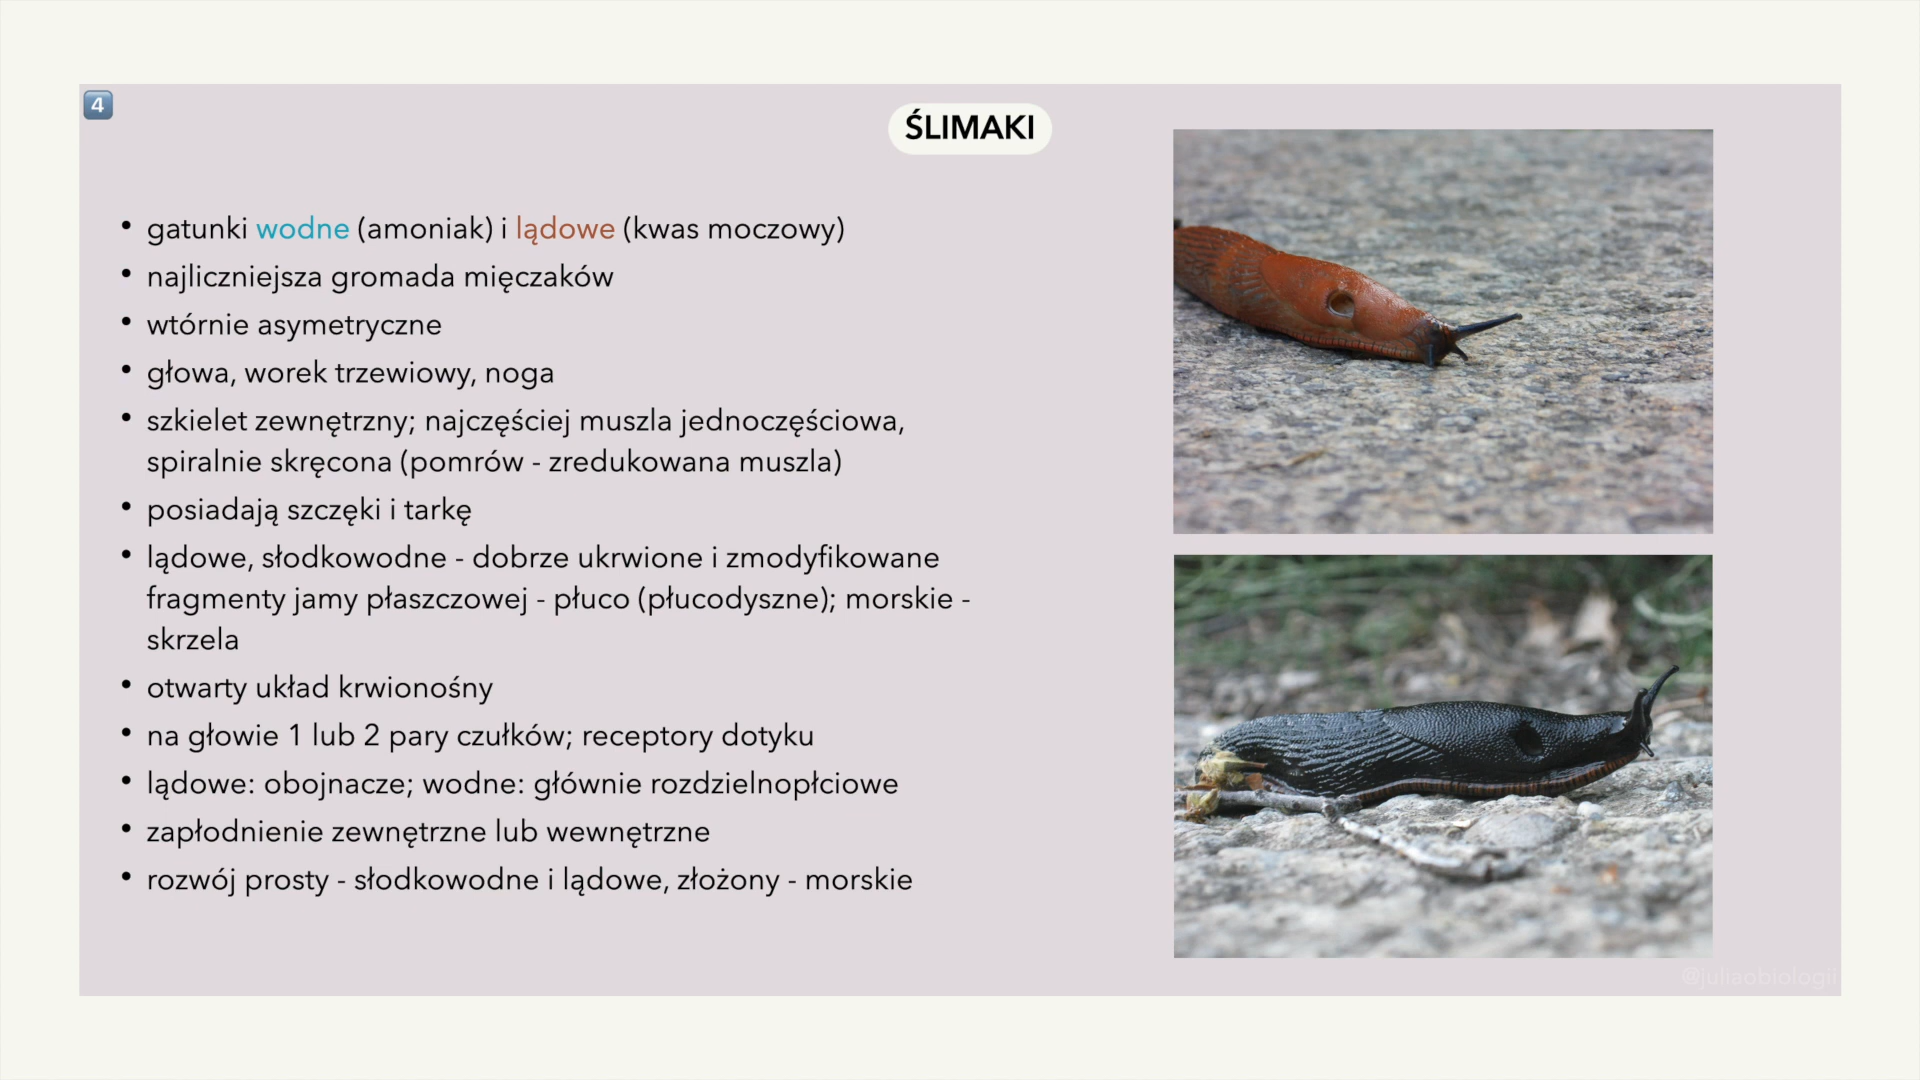 4
ŚLIMAKI
• gatunki wodne (amoniak) i lądowe (kwas moczowy)
• najliczniejsza gromada mięczaków
• wtórnie asymetryczne
• głowa, worek trzewiowy, noga
• szkielet zewnętrzny; najczęściej muszla jednoczęściowa,
spiralnie skręcona (pomrów - zredukowana muszla)
• posiadają szczęki i tarkę
• lądowe, słodkowodne - dobrze ukrwione i zmodyfikowane
fragmenty jamy płaszczowej - płuco (płucodyszne); morskie -
skrzela
• otwarty układ krwionośny
• na głowie 1 lub 2 pary czułków; receptory dotyku
• lądowe: obojnacze; wodne: głównie rozdzielnopłciowe
• zapłodnienie zewnętrzne lub wewnętrzne
• rozwój prosty - słodkowodne i lądowe, złożony - morskie
@juliaobiologii